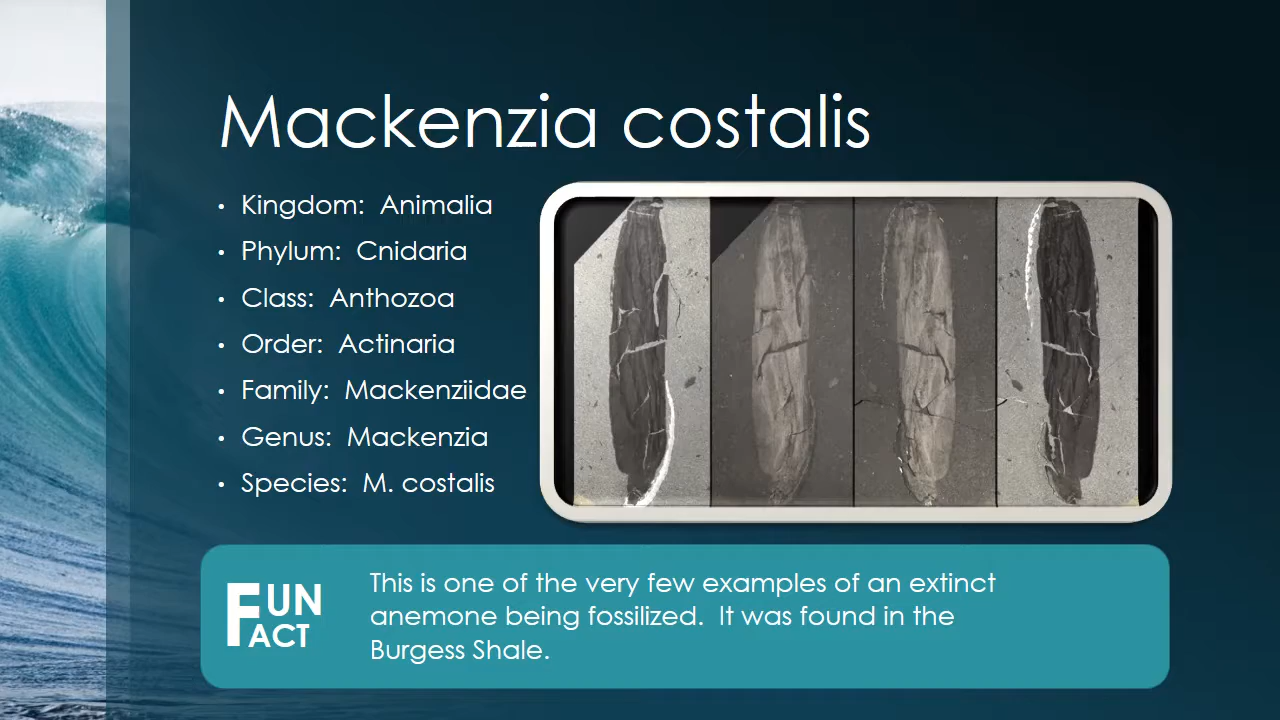 Mackenzia costalis
• Kingdom: Animalia
• Phylum: Cnidaria
• Class: Anthozoa
• Order: Actinaria
• Family: Mackenziidae
• Genus: Mackenzia
• Species: M. costalis
FUN
FACT
This is one of the very few examples of an extinct
anemone being fossilized. It was found in the
Burgess Shale.